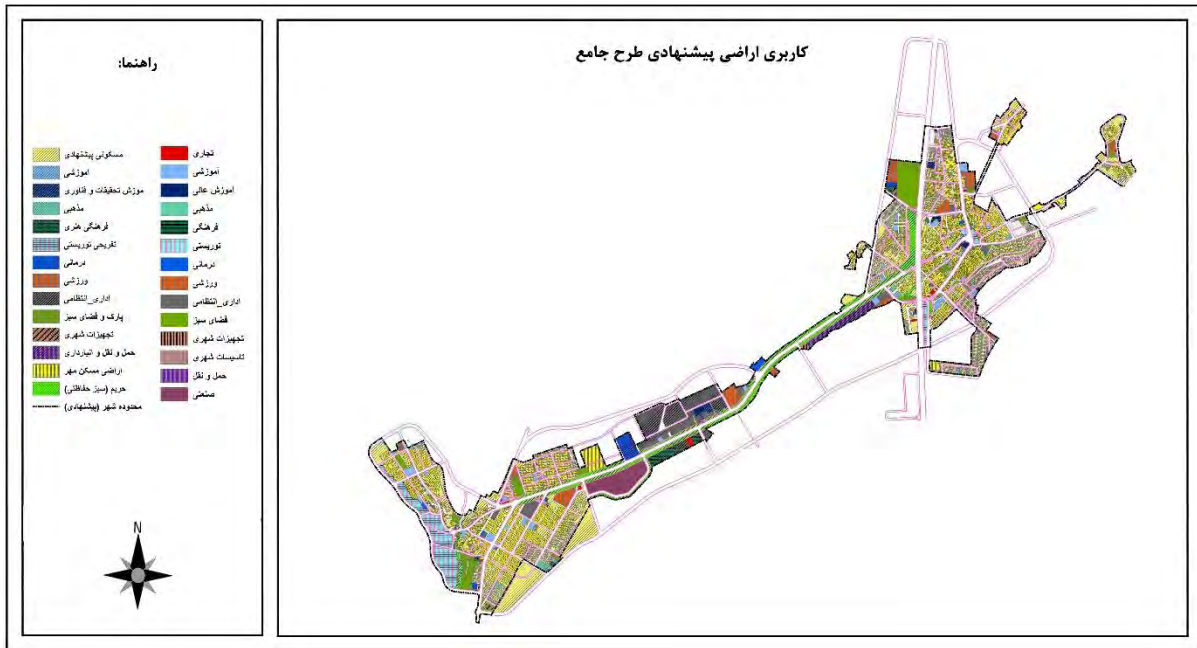 کاربری اراضی پیشنهادی طرح جامع
راهنما:
تجاری
مسکونی پیشنهادی
آموزشی
آموزشی
آموزش عالی
موزش تحقیقات و فناوری
مذهبی
مذهبی
فرهنگی
فرهنگی هنری
توریستی
تفریحی توریستی
درمانی
درمانی
ورزشی
ورزشی
اداری_انتظامی
اداری_انتظامی
فضای سبز
پارک و فضای سبز
تجهیزات شهری
تجهیزات شهری
تاسیسات شهری
حمل و نقل و انبارداری
حمل و نقل
اراضی مسکن مهر
صنعتی
حریم (سبز حفاظتی)
محدوده شهر (پیشنهادی)
N